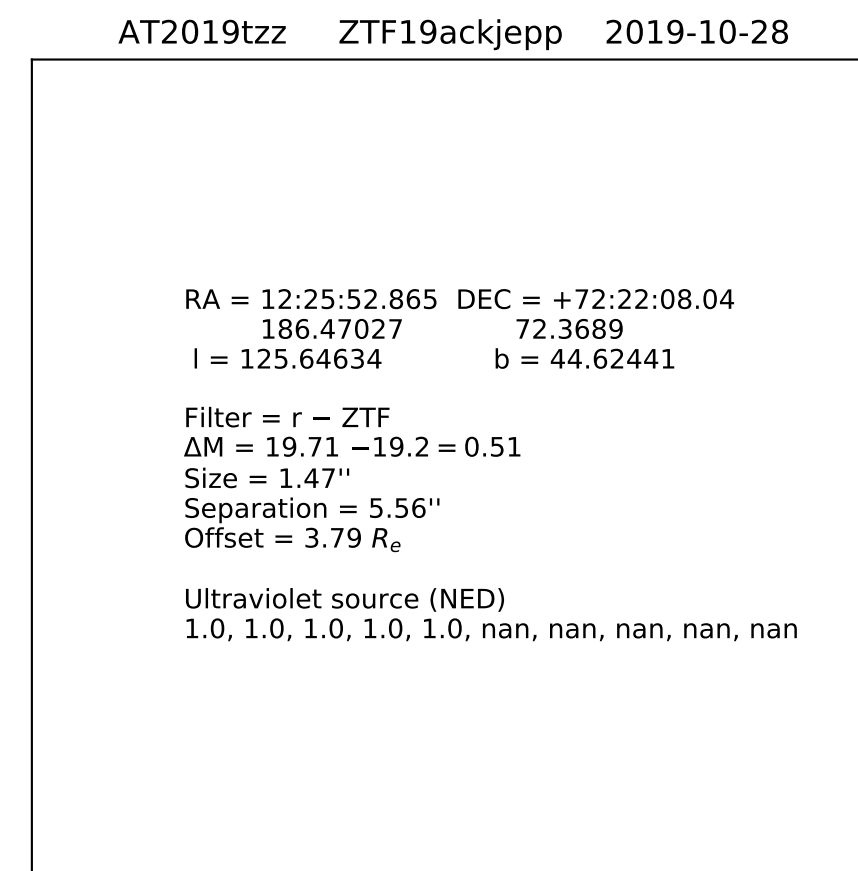 AT2019tzz ZTF19ackjepp 2019-10-28
RA = 12:25:52.865 DEC = +72:22:08.04
186.47027 72.3689
l = 125.64634 b = 44.62441
Filter = r − ZTF
ΔM = 19.71 −19.2 = 0.51
Size = 1.47''
Separation = 5.56''
Offset = 3.79 Rₑ
Ultraviolet source (NED)
1.0, 1.0, 1.0, 1.0, 1.0, nan, nan, nan, nan, nan